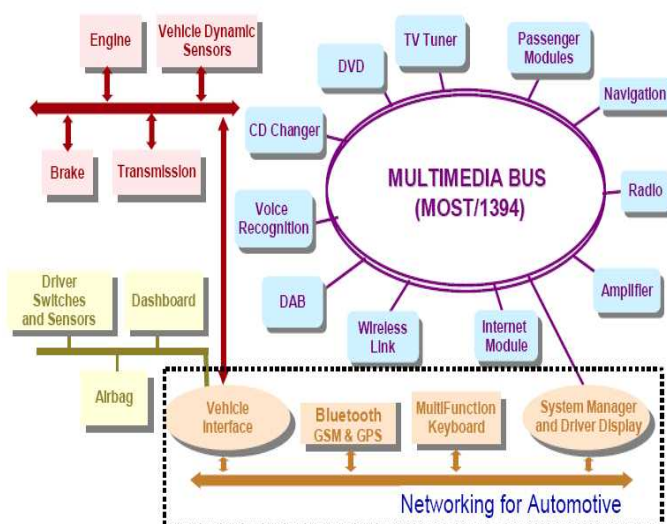 Engine
Vehicle Dynamic
Sensors
Brake
Transmission
TV Tuner
Passenger
Modules
DVD
Navigation
CD Changer
MULTIMEDIA BUS
(MOST/1394)
Radio
Voice
Recognition
Amplifier
DAB
Wireless
Link
Internet
Module
Driver
Switches
and Sensors
Dashboard
Airbag
Vehicle
Interface
Bluetooth
GSM & GPS
MultiFunction
Keyboard
System Manager
and Driver Display
Networking for Automotive